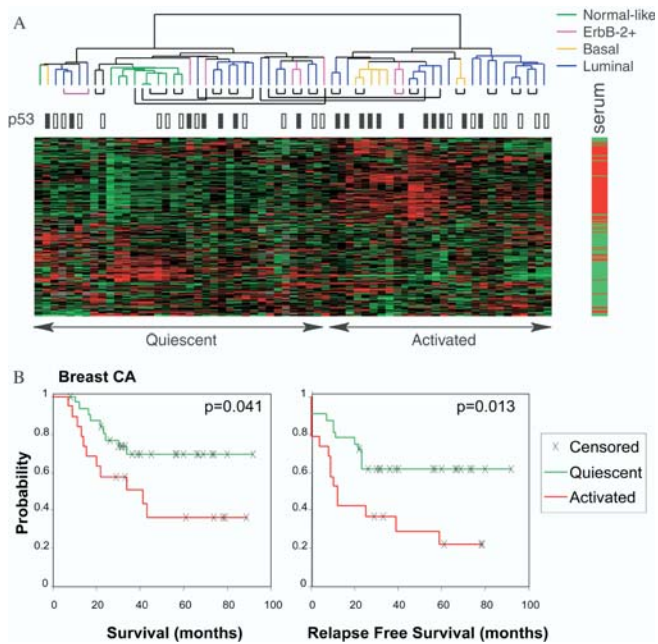 A
Normal-like
ErbB-2+
Basal
Luminal
p53
serum
Quiescent
Activated
B
Breast CA
p=0.041
p=0.013
1
0.8
0.6
0.4
0.2
0
20
40
60
80
100
1
0.8
0.6
0.4
0.2
0
20
40
60
80
100
Probability
Survival (months)
Relapse Free Survival (months)
Censored
Quiescent
Activated